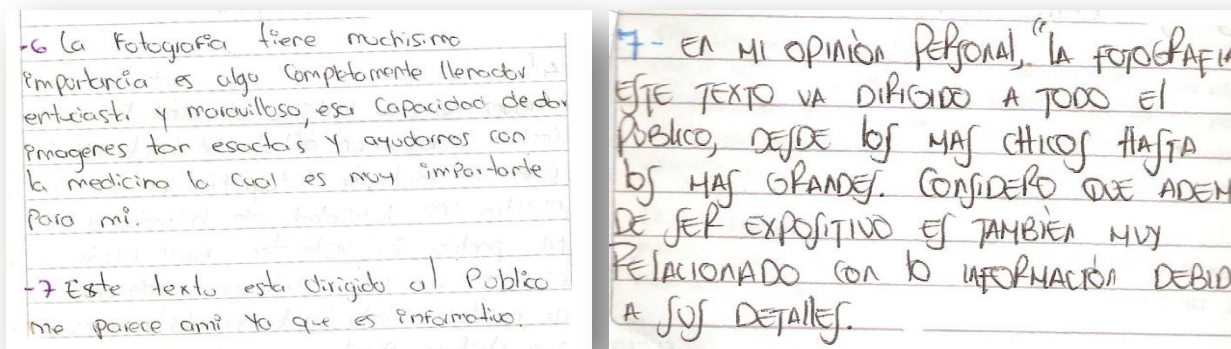 -6 La Fotografía tiene muchisimo
importancia es algo Completamente
y maravilloso, esa Capacidad de dar
imagenes tan esactas y ayudarnos con
la medicina la cual es muy importante
para mi.
-7 Este texto esta dirigido al Publico
me parece ami ya que es informativo.
7- EN MI OPINIÓN PERSONAL, "LA FOTOGRAFIA
ESTE TEXTO VA DIRIGIDO A TODO El
PUBLICO, DESDE lOS MAS CHICOS HASTA
lOS MAS GRANDES. CONSIDERO QUE ADEM
DE SER EXPOSITIVO ES TAMBIÉN MUY
RELACIONADO CON lO INFORMACIÓN DEBID
A SUS DETALLES.